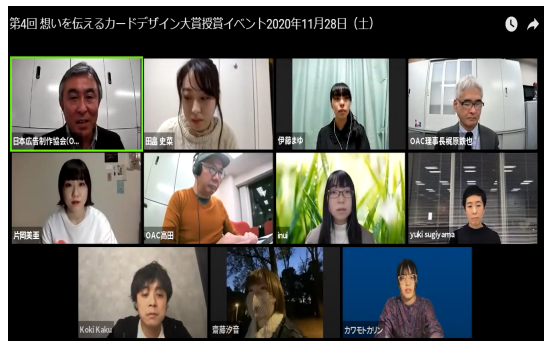 第4回 想いを伝えるカードデザイン大賞授賞イベント2020年11月28日（土）
日本広告制作協会(O...
田畠 史菜
伊藤まゆ
OAC理事長梶原鉄也
片岡美亜
OAC高田
inui
yuki sugiyama
Koki Kaku
齋藤汐音
カワモトカリン